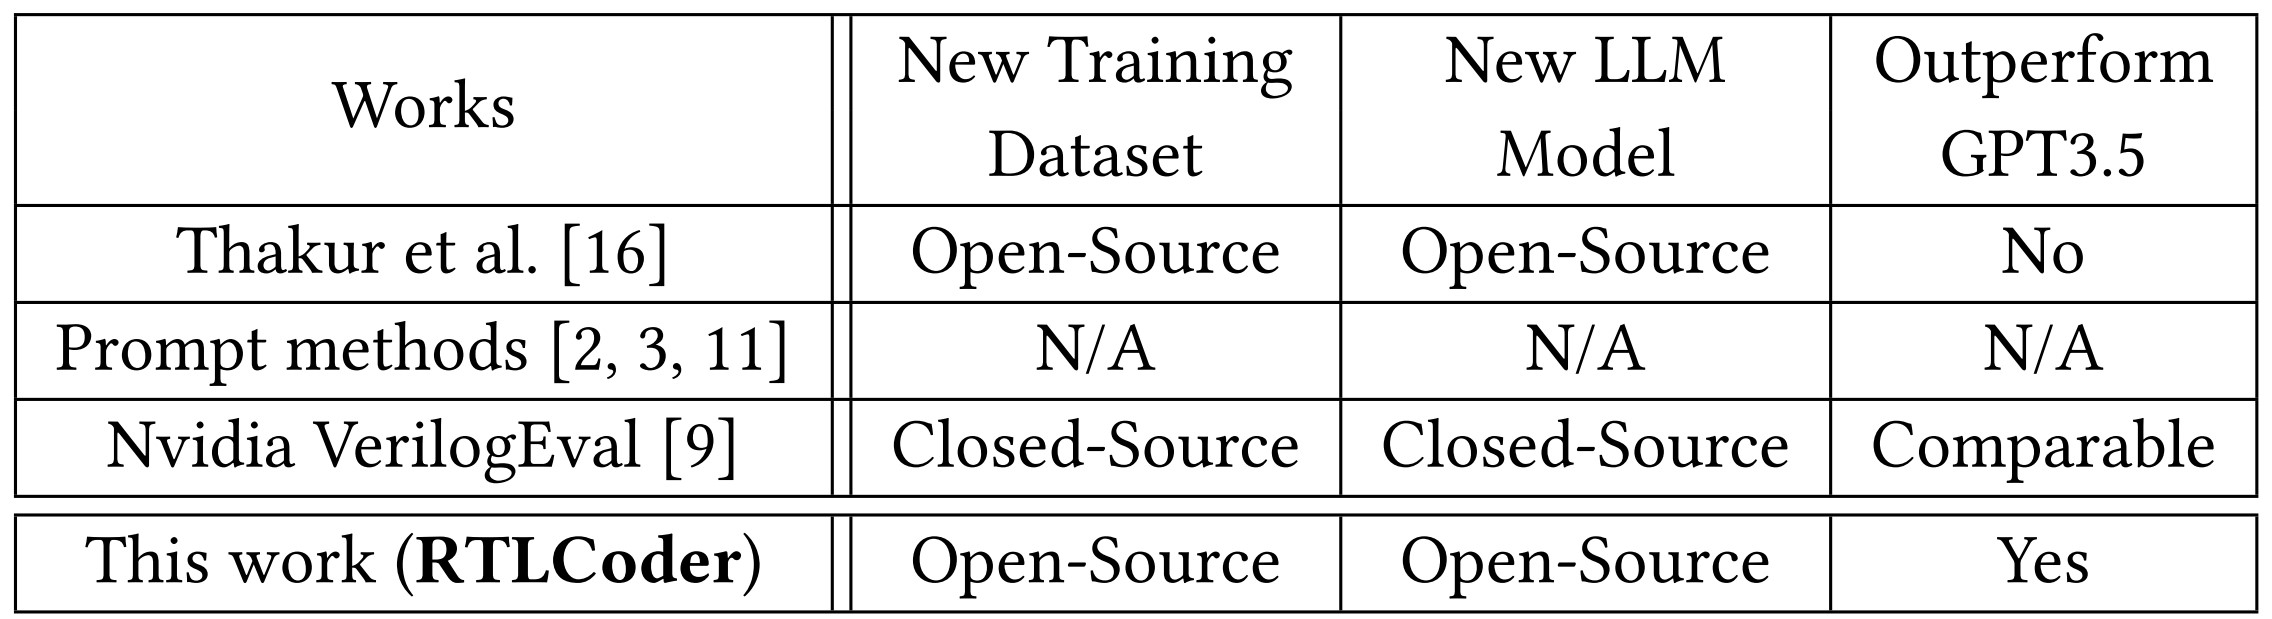 Works New Training Dataset New LLM Model Outperform GPT3.5
Thakur et al. [16] Open-Source Open-Source No
Prompt methods [2, 3, 11] N/A N/A N/A
Nvidia VerilogEval [9] Closed-Source Closed-Source Comparable
This work (RTLCoder) Open-Source Open-Source Yes